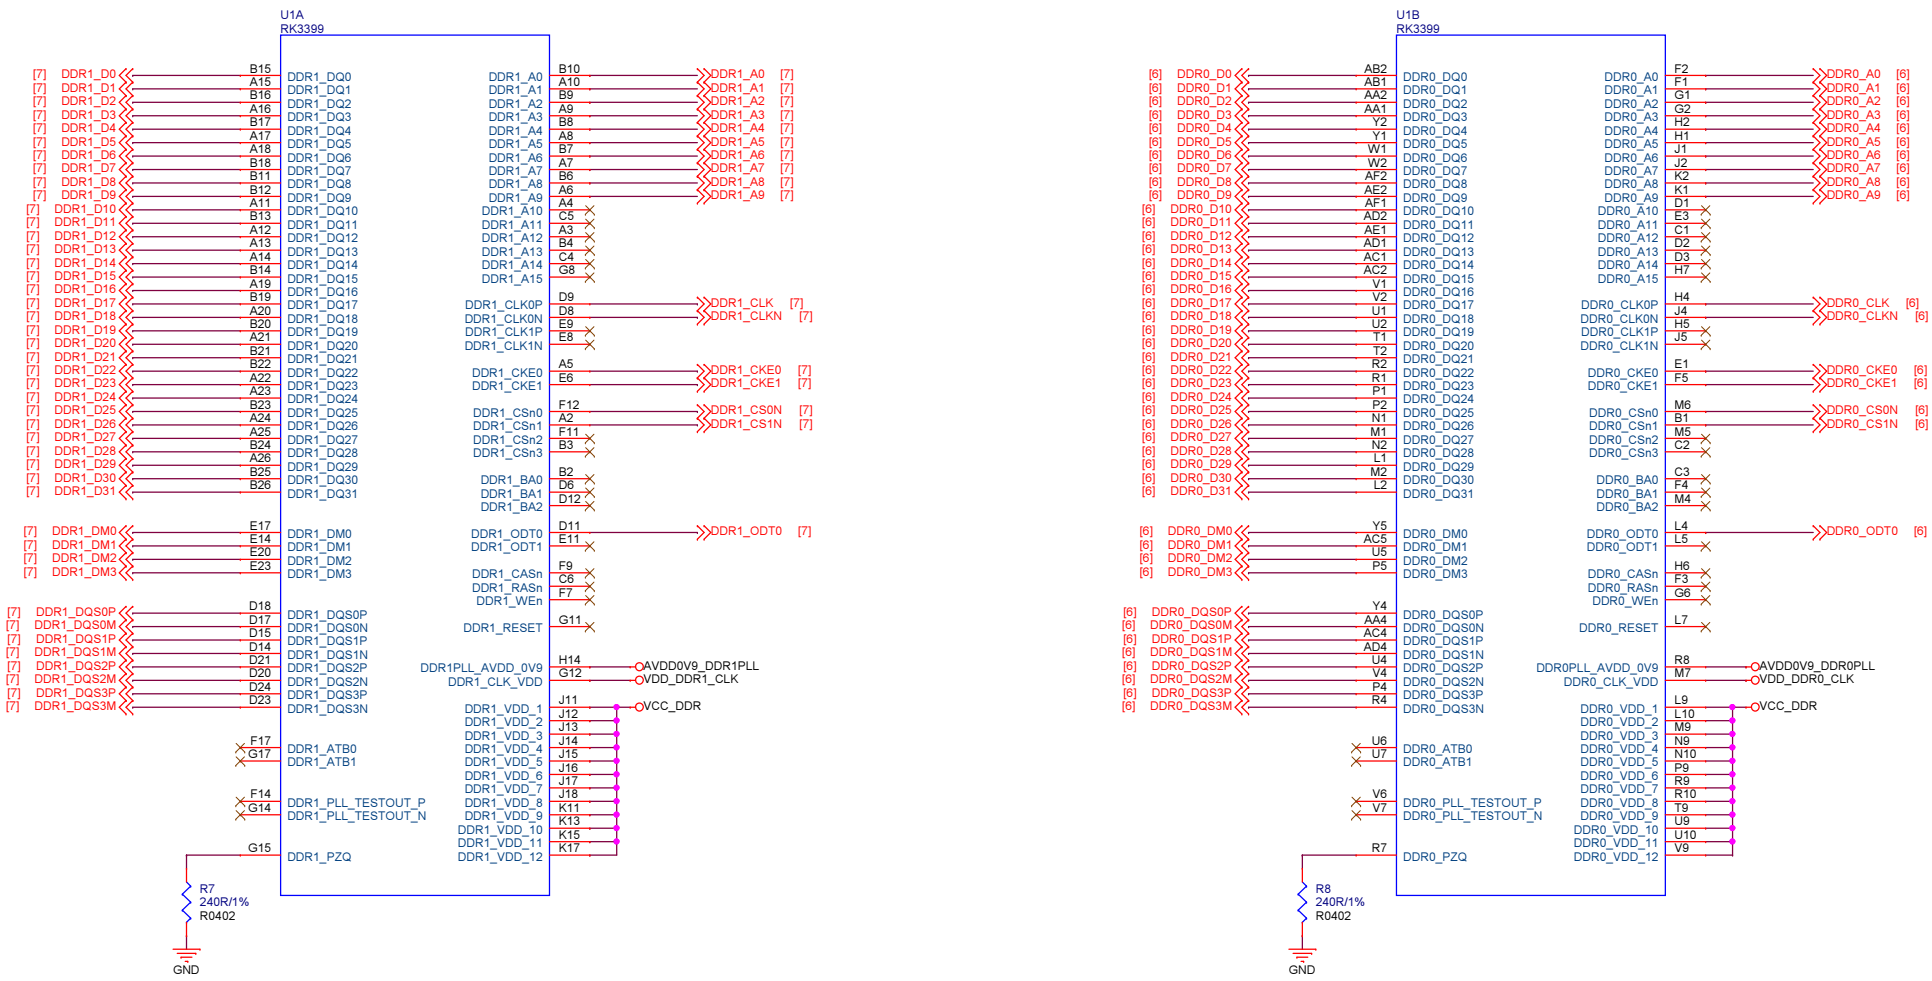 U1A
RK3399
[7] DDR1_D0 B15 DDR1_DQ0 DDR1_A0 B10 DDR1_A0 [7]
[7] DDR1_D1 A15 DDR1_DQ1 DDR1_A1 A10 DDR1_A1 [7]
[7] DDR1_D2 B16 DDR1_DQ2 DDR1_A2 B9 DDR1_A2 [7]
[7] DDR1_D3 A16 DDR1_DQ3 DDR1_A3 A9 DDR1_A3 [7]
[7] DDR1_D4 B17 DDR1_DQ4 DDR1_A4 B8 DDR1_A4 [7]
[7] DDR1_D5 A17 DDR1_DQ5 DDR1_A5 A8 DDR1_A5 [7]
[7] DDR1_D6 A18 DDR1_DQ6 DDR1_A6 B7 DDR1_A6 [7]
[7] DDR1_D7 B18 DDR1_DQ7 DDR1_A7 A7 DDR1_A7 [7]
[7] DDR1_D8 B11 DDR1_DQ8 DDR1_A8 B6 DDR1_A8 [7]
[7] DDR1_D9 B12 DDR1_DQ9 DDR1_A9 A6 DDR1_A9 [7]
[7] DDR1_D10 A11 DDR1_DQ10 DDR1_A10 A4
[7] DDR1_D11 B13 DDR1_DQ11 DDR1_A11 C5
[7] DDR1_D12 A12 DDR1_DQ12 DDR1_A12 A3
[7] DDR1_D13 A13 DDR1_DQ13 DDR1_A13 B4
[7] DDR1_D14 A14 DDR1_DQ14 DDR1_A14 C4
[7] DDR1_D15 B14 DDR1_DQ15 DDR1_A15 G8
[7] DDR1_D16 A19 DDR1_DQ16
[7] DDR1_D17 B19 DDR1_DQ17 DDR1_CLK0P D9 DDR1_CLK [7]
[7] DDR1_D18 A20 DDR1_DQ18 DDR1_CLK0N D8 DDR1_CLKN [7]
[7] DDR1_D19 B20 DDR1_DQ19 DDR1_CLK1P E9
[7] DDR1_D20 A21 DDR1_DQ20 DDR1_CLK1N E8
[7] DDR1_D21 B21 DDR1_DQ21
[7] DDR1_D22 B22 DDR1_DQ22 DDR1_CKE0 A5 DDR1_CKE0 [7]
[7] DDR1_D23 A22 DDR1_DQ23 DDR1_CKE1 E6 DDR1_CKE1 [7]
[7] DDR1_D24 A23 DDR1_DQ24
[7] DDR1_D25 B23 DDR1_DQ25 DDR1_CSn0 F12 DDR1_CS0N [7]
[7] DDR1_D26 A24 DDR1_DQ26 DDR1_CSn1 A2 DDR1_CS1N [7]
[7] DDR1_D27 A25 DDR1_DQ27 DDR1_CSn2 F11
[7] DDR1_D28 B24 DDR1_DQ28 DDR1_CSn3 B3
[7] DDR1_D29 A26 DDR1_DQ29
[7] DDR1_D30 B25 DDR1_DQ30 DDR1_BA0 B2
[7] DDR1_D31 B26 DDR1_DQ31 DDR1_BA1 D6
DDR1_BA2 D12
[7] DDR1_DM0 E17 DDR1_DM0 DDR1_ODT0 D11 DDR1_ODT0 [7]
[7] DDR1_DM1 E14 DDR1_DM1 DDR1_ODT1 E11
[7] DDR1_DM2 E20 DDR1_DM2
[7] DDR1_DM3 E23 DDR1_DM3 DDR1_CASn F9
DDR1_RASn C6
DDR1_WEn F7
[7] DDR1_DQS0P D18 DDR1_DQS0P
[7] DDR1_DQS0M D17 DDR1_DQS0N DDR1_RESET G11
[7] DDR1_DQS1P D15 DDR1_DQS1P
[7] DDR1_DQS1M D14 DDR1_DQS1N
[7] DDR1_DQS2P D21 DDR1_DQS2P DDR1PLL_AVDD_0V9 H14 AVDD0V9_DDR1PLL
[7] DDR1_DQS2M D20 DDR1_DQS2N DDR1_CLK_VDD G12 VDD_DDR1_CLK
[7] DDR1_DQS3P D24 DDR1_DQS3P
[7] DDR1_DQS3M D23 DDR1_DQS3N DDR1_VDD_1 J11 VCC_DDR
DDR1_VDD_2 J12
DDR1_VDD_3 J13
F17 DDR1_ATB0 DDR1_VDD_4 J14
G17 DDR1_ATB1 DDR1_VDD_5 J15
DDR1_VDD_6 J16
DDR1_VDD_7 J17
F14 DDR1_PLL_TESTOUT_P DDR1_VDD_8 J18
G14 DDR1_PLL_TESTOUT_N DDR1_VDD_9 K11
DDR1_VDD_10 K13
DDR1_VDD_11 K15
G15 DDR1_PZQ DDR1_VDD_12 K17
R7
240R/1%
R0402
GND
U1B
RK3399
[6] DDR0_D0 AB2 DDR0_DQ0 DDR0_A0 F2 DDR0_A0 [6]
[6] DDR0_D1 AB1 DDR0_DQ1 DDR0_A1 F1 DDR0_A1 [6]
[6] DDR0_D2 AA2 DDR0_DQ2 DDR0_A2 G1 DDR0_A2 [6]
[6] DDR0_D3 AA1 DDR0_DQ3 DDR0_A3 G2 DDR0_A3 [6]
[6] DDR0_D4 Y2 DDR0_DQ4 DDR0_A4 H2 DDR0_A4 [6]
[6] DDR0_D5 Y1 DDR0_DQ5 DDR0_A5 H1 DDR0_A5 [6]
[6] DDR0_D6 W1 DDR0_DQ6 DDR0_A6 J1 DDR0_A6 [6]
[6] DDR0_D7 W2 DDR0_DQ7 DDR0_A7 J2 DDR0_A7 [6]
[6] DDR0_D8 AF2 DDR0_DQ8 DDR0_A8 K2 DDR0_A8 [6]
[6] DDR0_D9 AE2 DDR0_DQ9 DDR0_A9 K1 DDR0_A9 [6]
[6] DDR0_D10 AF1 DDR0_DQ10 DDR0_A10 D1
[6] DDR0_D11 AD2 DDR0_DQ11 DDR0_A11 E3
[6] DDR0_D12 AE1 DDR0_DQ12 DDR0_A12 C1
[6] DDR0_D13 AD1 DDR0_DQ13 DDR0_A13 D2
[6] DDR0_D14 AC1 DDR0_DQ14 DDR0_A14 D3
[6] DDR0_D15 AC2 DDR0_DQ15 DDR0_A15 H7
[6] DDR0_D16 V1 DDR0_DQ16
[6] DDR0_D17 V2 DDR0_DQ17 DDR0_CLK0P H4 DDR0_CLK [6]
[6] DDR0_D18 U1 DDR0_DQ18 DDR0_CLK0N J4 DDR0_CLKN [6]
[6] DDR0_D19 U2 DDR0_DQ19 DDR0_CLK1P H5
[6] DDR0_D20 T1 DDR0_DQ20 DDR0_CLK1N J5
[6] DDR0_D21 T2 DDR0_DQ21
[6] DDR0_D22 R2 DDR0_DQ22 DDR0_CKE0 E1 DDR0_CKE0 [6]
[6] DDR0_D23 R1 DDR0_DQ23 DDR0_CKE1 F5 DDR0_CKE1 [6]
[6] DDR0_D24 P1 DDR0_DQ24
[6] DDR0_D25 P2 DDR0_DQ25 DDR0_CSn0 M6 DDR0_CS0N [6]
[6] DDR0_D26 N1 DDR0_DQ26 DDR0_CSn1 B1 DDR0_CS1N [6]
[6] DDR0_D27 M1 DDR0_DQ27 DDR0_CSn2 M5
[6] DDR0_D28 N2 DDR0_DQ28 DDR0_CSn3 C2
[6] DDR0_D29 L1 DDR0_DQ29
[6] DDR0_D30 M2 DDR0_DQ30 DDR0_BA0 C3
[6] DDR0_D31 L2 DDR0_DQ31 DDR0_BA1 F4
DDR0_BA2 M4
[6] DDR0_DM0 Y5 DDR0_DM0 DDR0_ODT0 L4 DDR0_ODT0 [6]
[6] DDR0_DM1 AC5 DDR0_DM1 DDR0_ODT1 L5
[6] DDR0_DM2 U5 DDR0_DM2
[6] DDR0_DM3 P5 DDR0_DM3 DDR0_CASn H6
DDR0_RASn F3
DDR0_WEn G6
[6] DDR0_DQS0P Y4 DDR0_DQS0P
[6] DDR0_DQS0M AA4 DDR0_DQS0N DDR0_RESET L7
[6] DDR0_DQS1P AC4 DDR0_DQS1P
[6] DDR0_DQS1M AD4 DDR0_DQS1N
[6] DDR0_DQS2P U4 DDR0_DQS2P DDR0PLL_AVDD_0V9 R8 AVDD0V9_DDR0PLL
[6] DDR0_DQS2M V4 DDR0_DQS2N DDR0_CLK_VDD M7 VDD_DDR0_CLK
[6] DDR0_DQS3P P4 DDR0_DQS3P
[6] DDR0_DQS3M R4 DDR0_DQS3N DDR0_VDD_1 L9 VCC_DDR
DDR0_VDD_2 L10
DDR0_VDD_3 M9
U6 DDR0_ATB0 DDR0_VDD_4 N9
U7 DDR0_ATB1 DDR0_VDD_5 N10
DDR0_VDD_6 P9
DDR0_VDD_7 R9
V6 DDR0_PLL_TESTOUT_P DDR0_VDD_8 R10
V7 DDR0_PLL_TESTOUT_N DDR0_VDD_9 T9
DDR0_VDD_10 U9
DDR0_VDD_11 U10
R7 DDR0_PZQ DDR0_VDD_12 V9
R8
240R/1%
R0402
GND